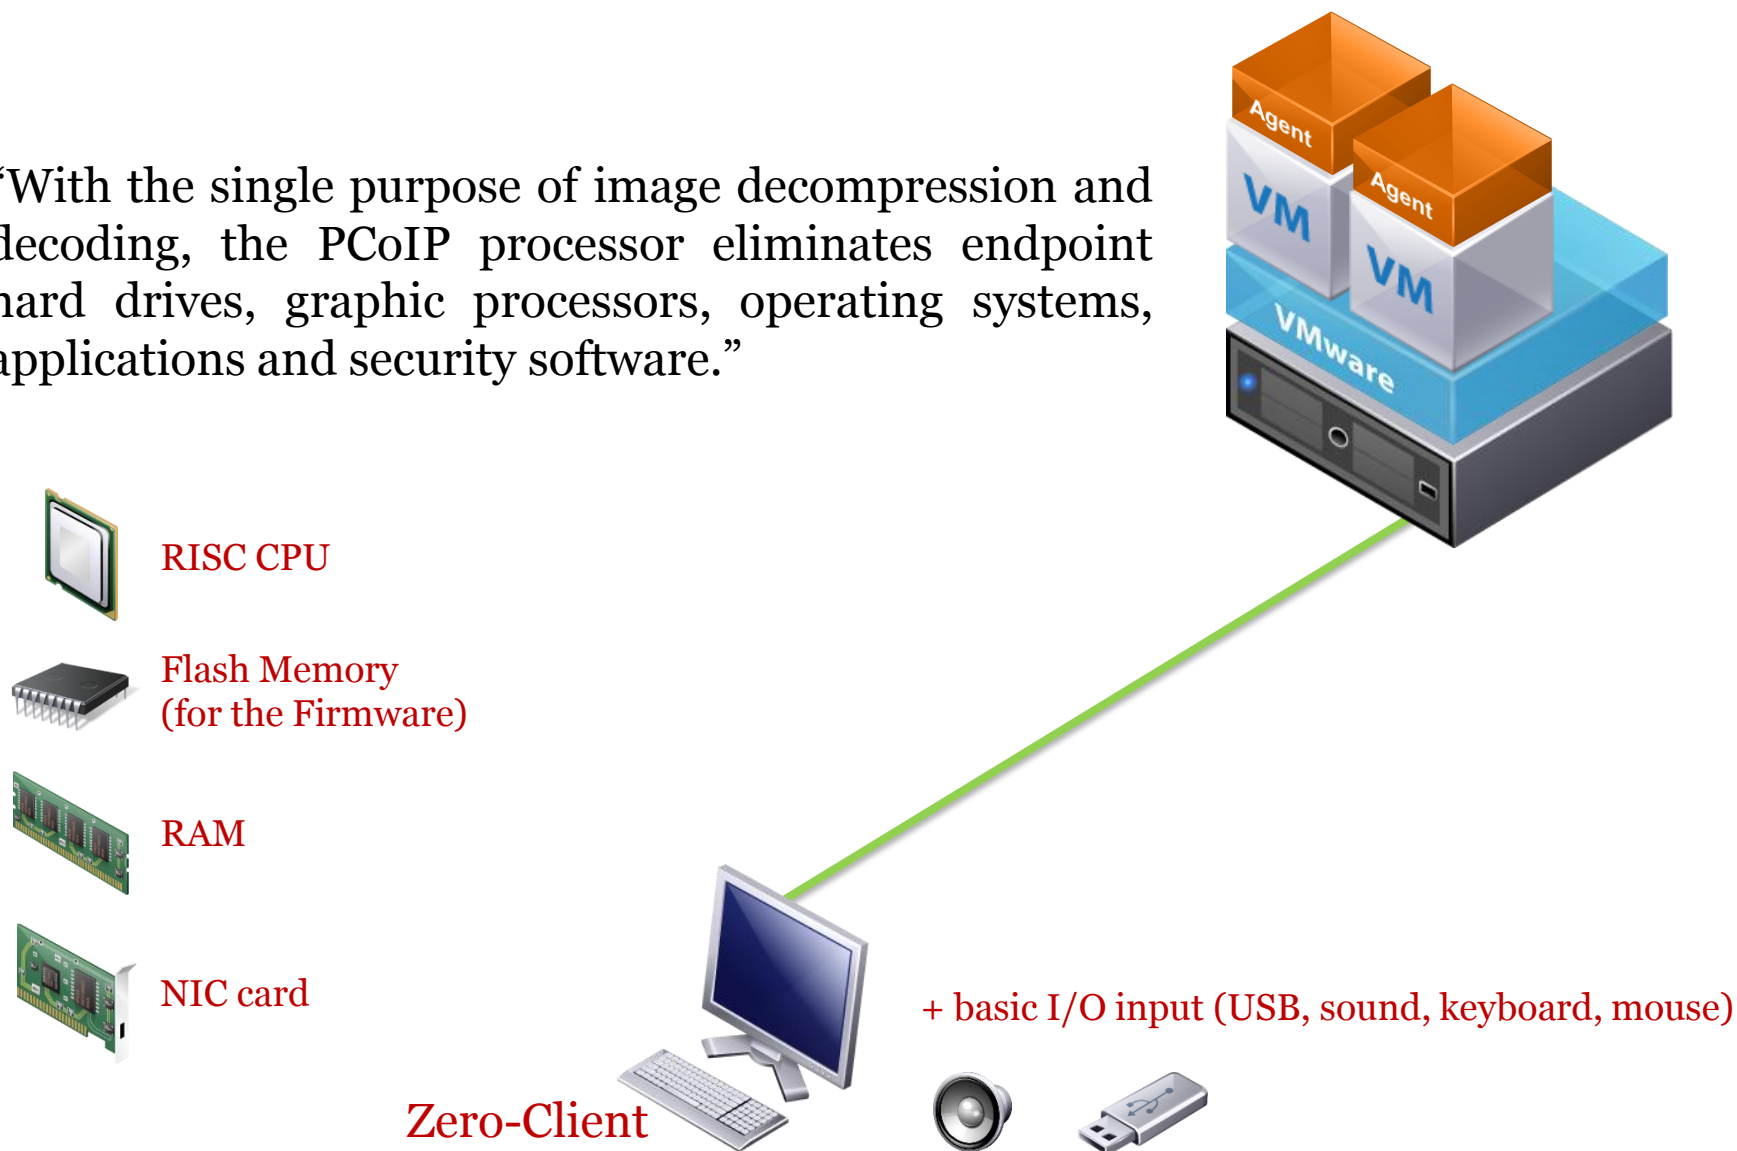 “With the single purpose of image decompression and
decoding, the PCoIP processor eliminates endpoint
hard drives, graphic processors, operating systems,
applications and security software.”
Agent
Agent
VM
VM
VMware
RISC CPU
Flash Memory
(for the Firmware)
RAM
NIC card
+ basic I/O input (USB, sound, keyboard, mouse)
Zero-Client